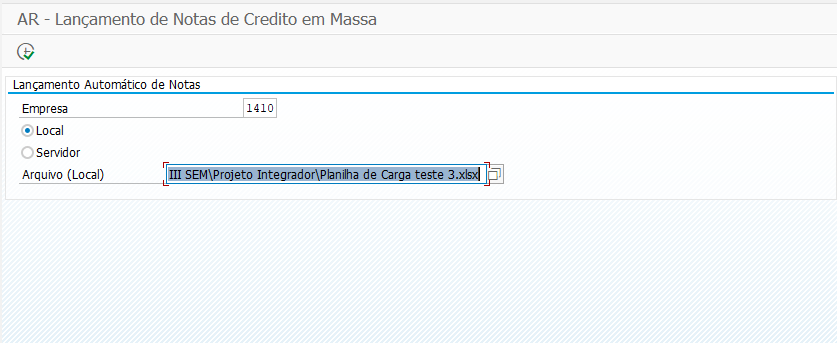 AR - Lançamento de Notas de Credito em Massa
Lançamento Automático de Notas
Empresa 1410
Local
Servidor
Arquivo (Local) III SEM\Projeto Integrador\Planilha de Carga teste 3.xlsx